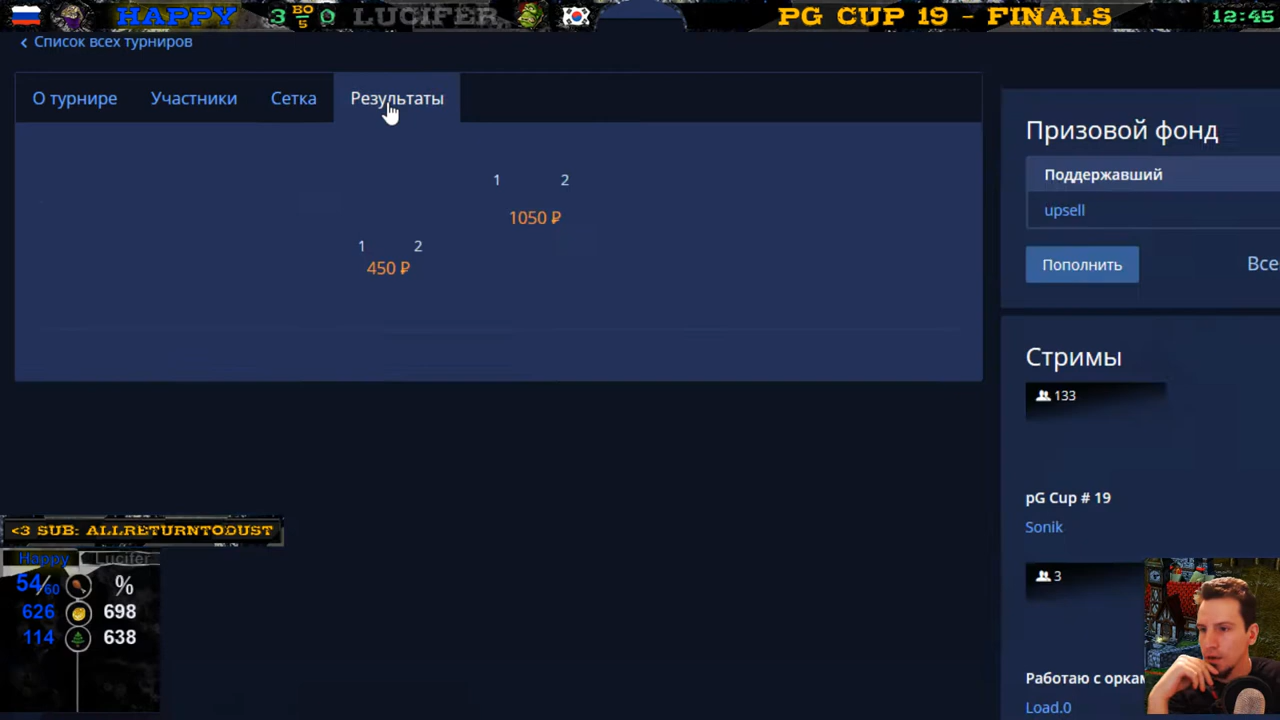 HAPPY 3 BO 5 0 LUCIFER. PG CUP 19 - FINALS 12:45
Список всех турниров
О турнире Участники Сетка Результаты
1 2
1050 ₽
1 2
450 ₽
Призовой фонд
Поддержавший
upsell
Пополнить Все
Стримы
133
pG Cup # 19
Sonik
3
Работаю с оркам
Load.0
<3 SUB: ALLRETURNTODUST
Happy Lucifer
54/60 %
626 698
114 638